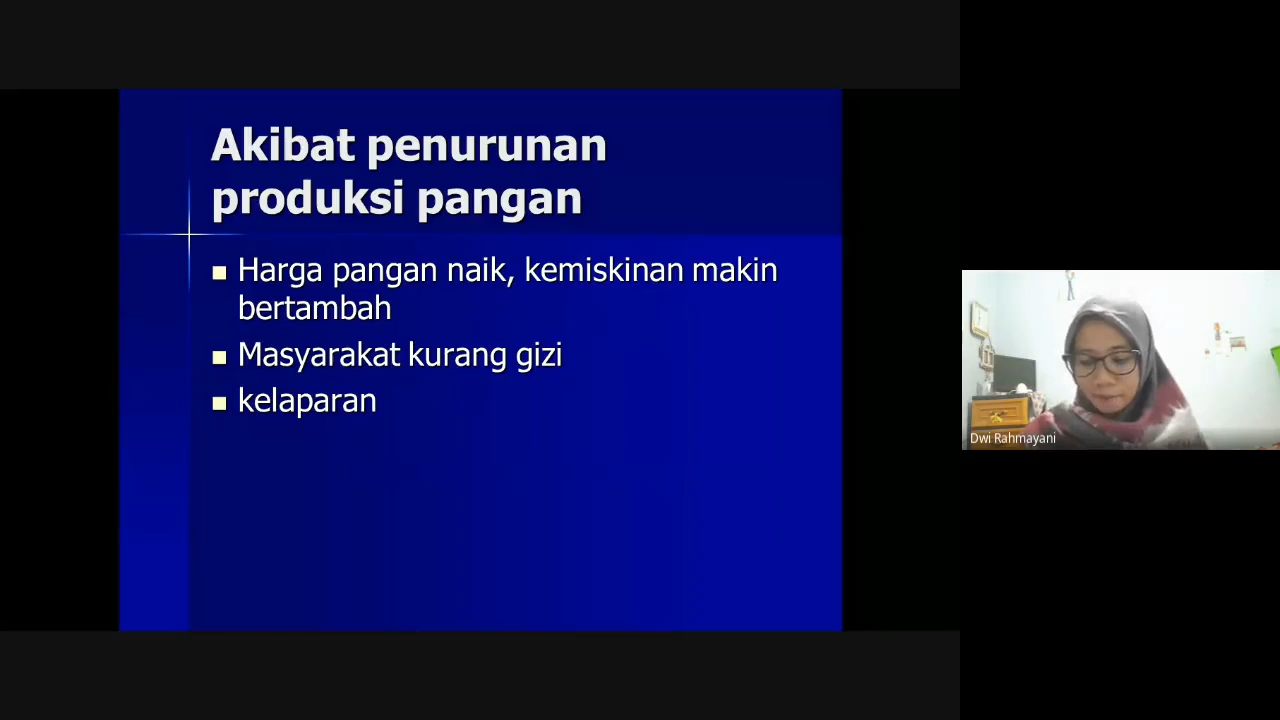 Akibat penurunan
produksi pangan
Harga pangan naik, kemiskinan makin
bertambah
Masyarakat kurang gizi
kelaparan
Dwi Rahmayani